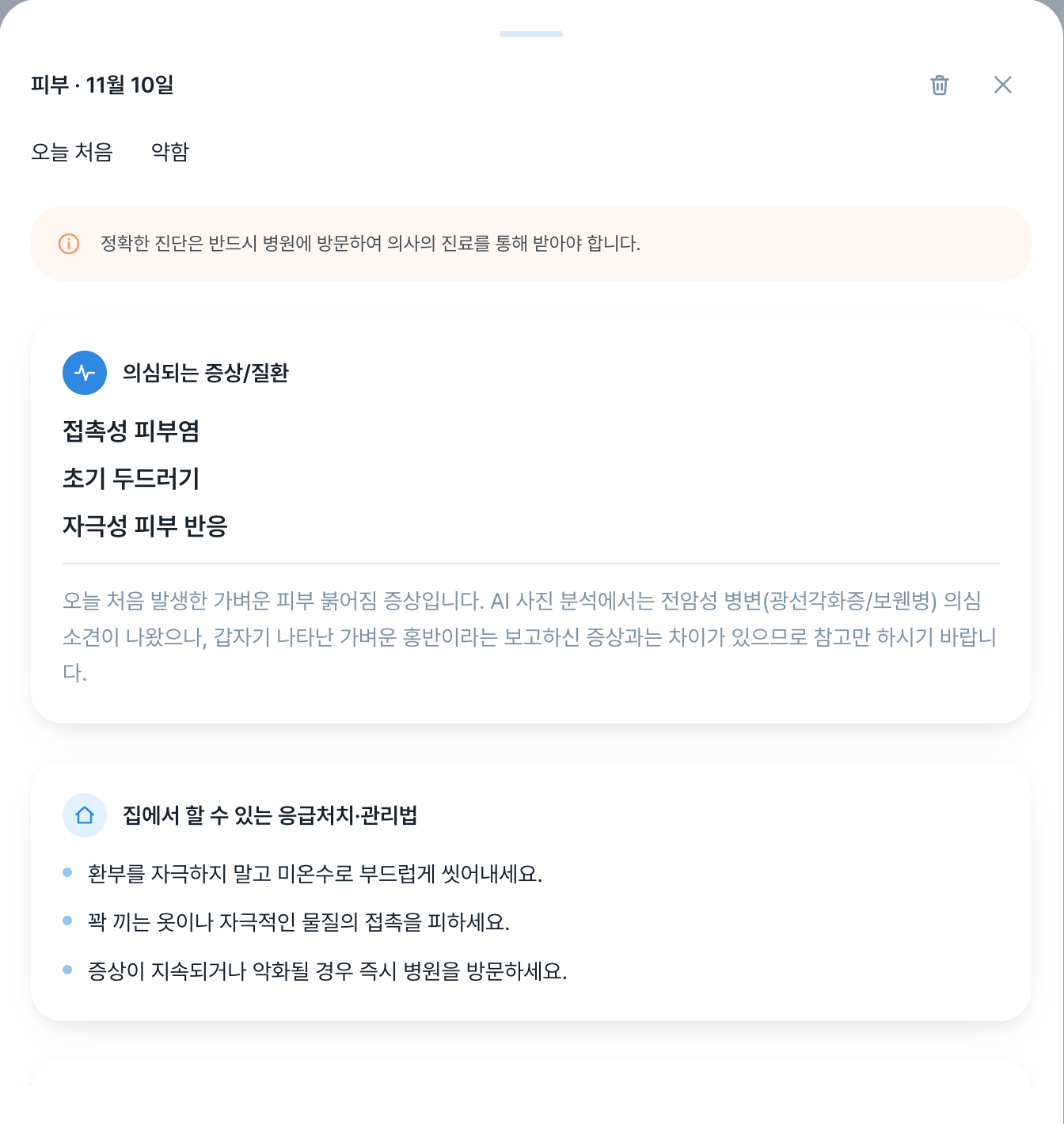 피부 · 11월 10일
오늘 처음 약함
정확한 진단은 반드시 병원에 방문하여 의사의 진료를 통해 받아야 합니다.
의심되는 증상/질환
접촉성 피부염
초기 두드러기
자극성 피부 반응
오늘 처음 발생한 가벼운 피부 붉어짐 증상입니다. AI 사진 분석에서는 전암성 병변(광선각화증/보웬병) 의심
소견이 나왔으나, 갑자기 나타난 가벼운 홍반이라는 보고하신 증상과는 차이가 있으므로 참고만 하시기 바랍니
다.
집에서 할 수 있는 응급처치·관리법
환부를 자극하지 말고 미온수로 부드럽게 씻어내세요.
꽉 끼는 옷이나 자극적인 물질의 접촉을 피하세요.
증상이 지속되거나 악화될 경우 즉시 병원을 방문하세요.